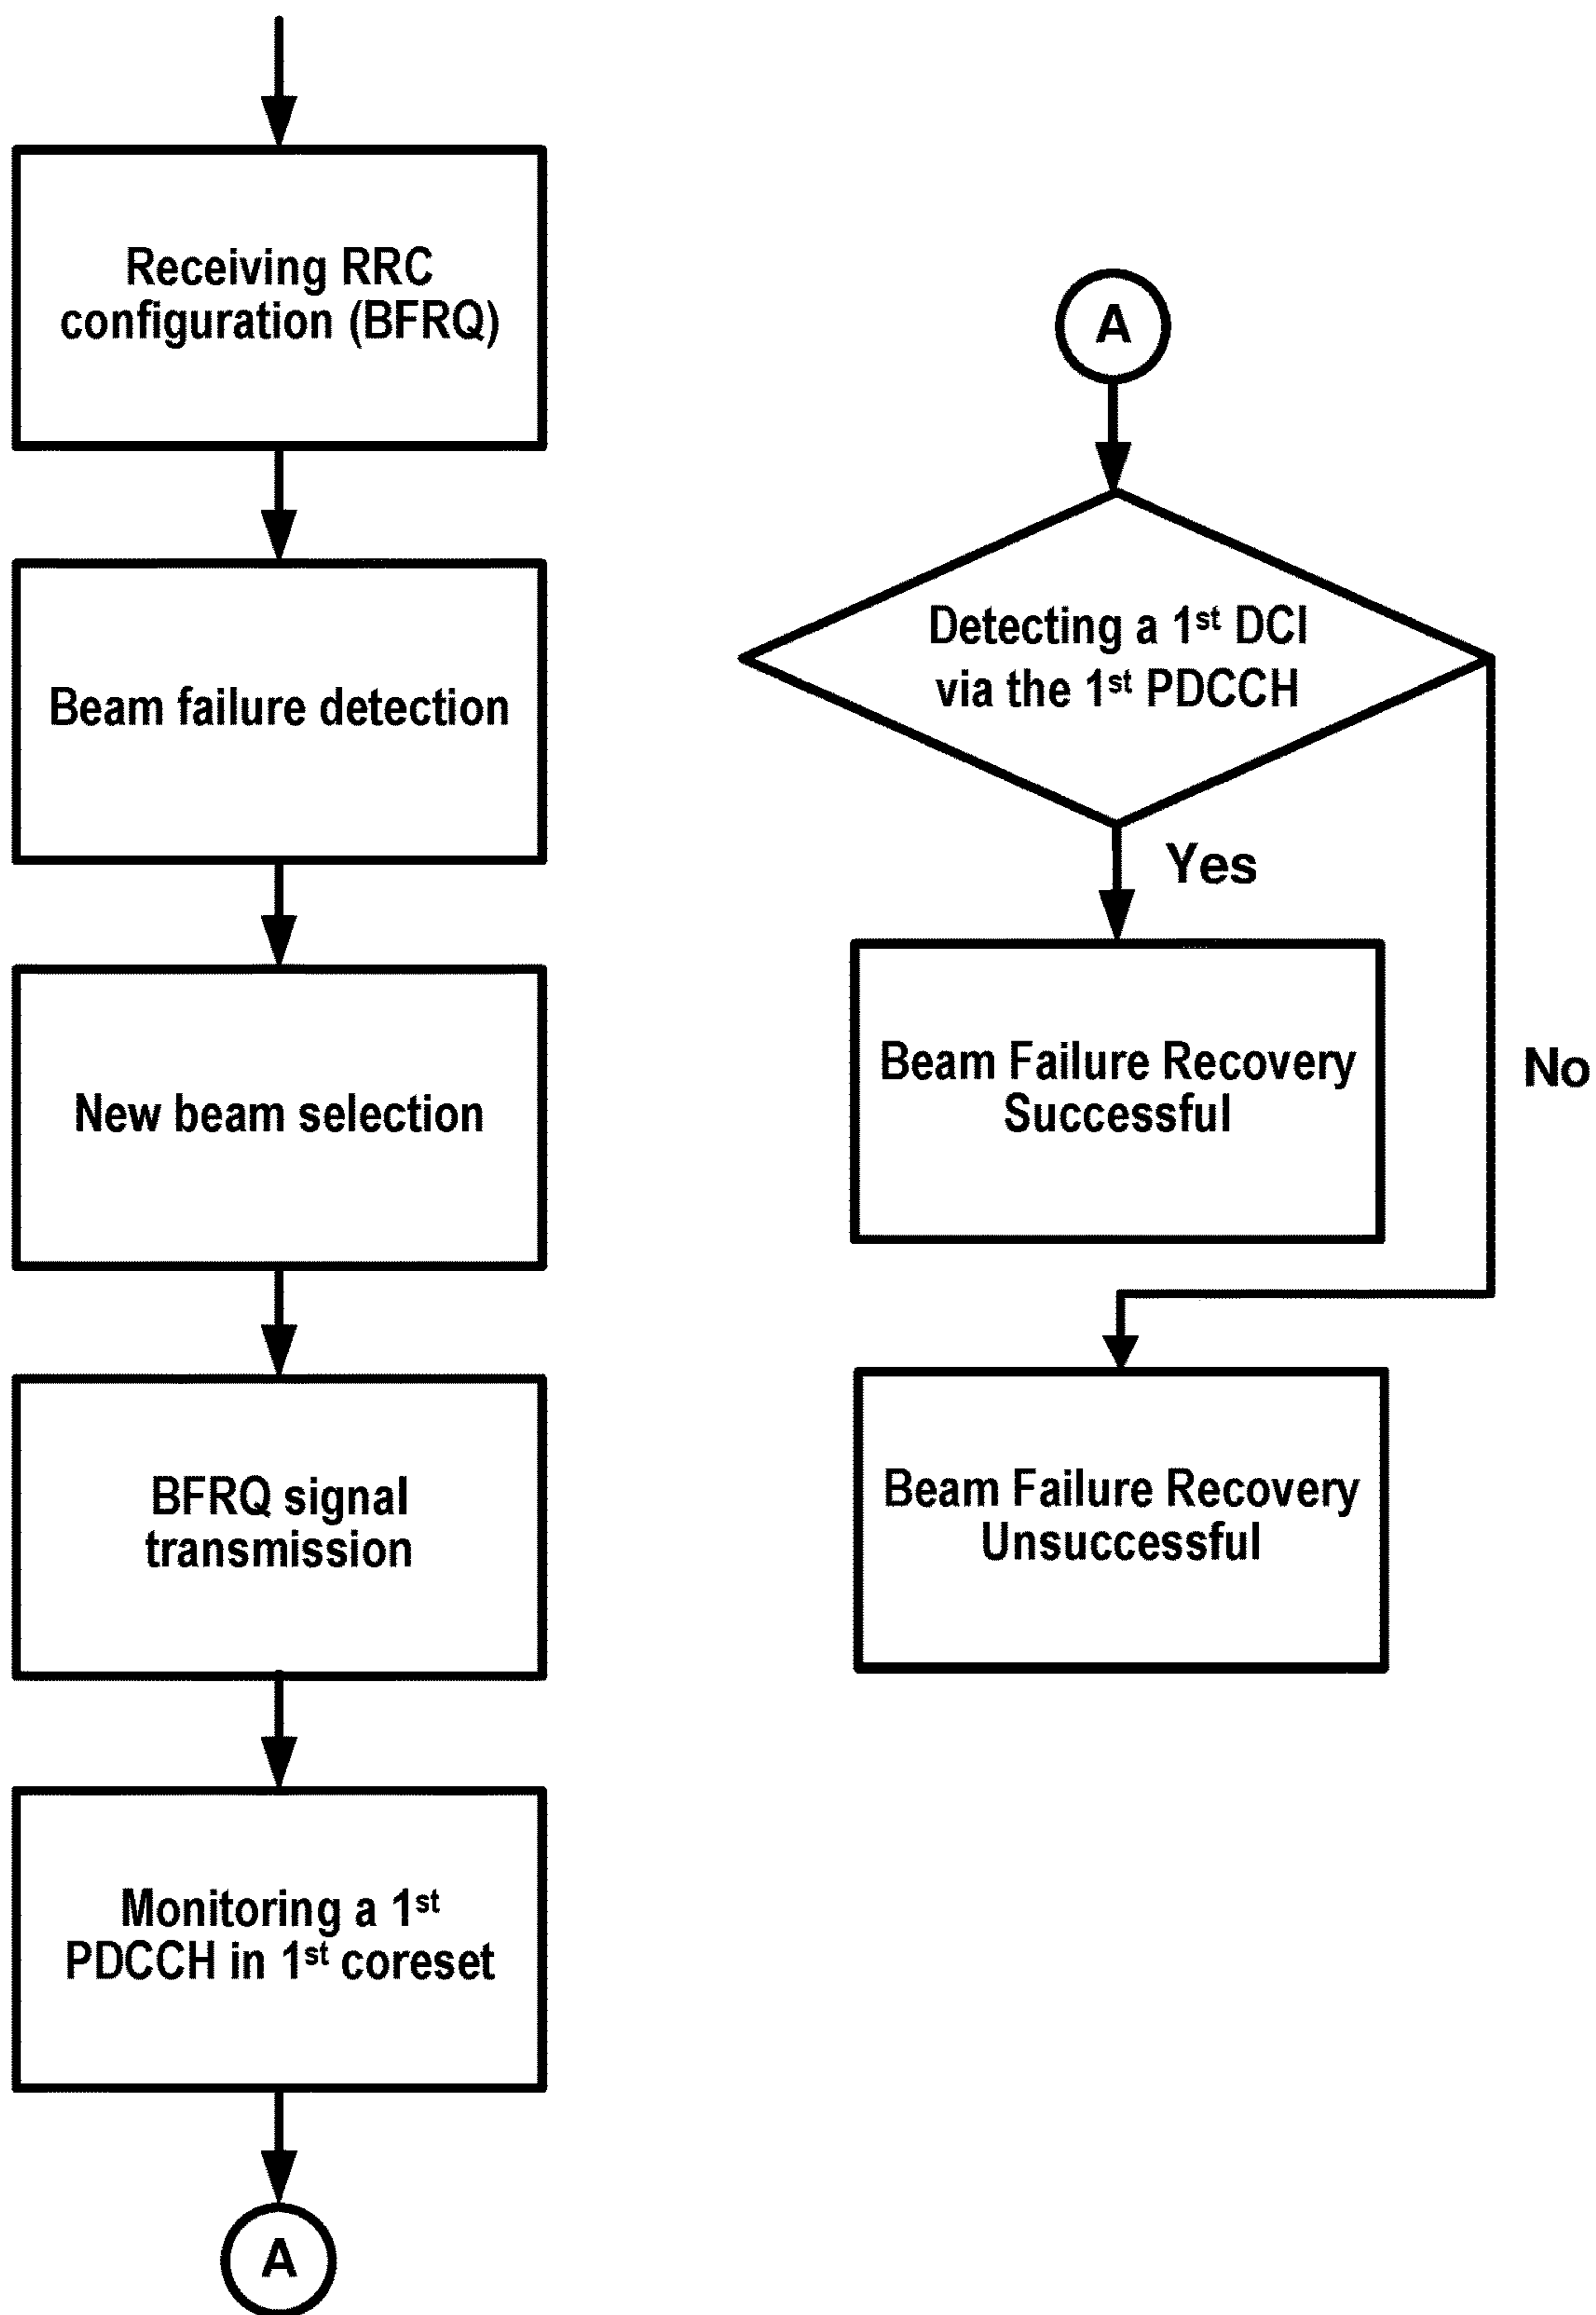 Receiving RRC
configuration (BFRQ)
Beam failure detection
New beam selection
BFRQ signal
transmission
Monitoring a 1st
PDCCH in 1st coreset
A
A
Detecting a 1st DCI
via the 1st PDCCH
Yes
No
Beam Failure Recovery
Successful
Beam Failure Recovery
Unsuccessful